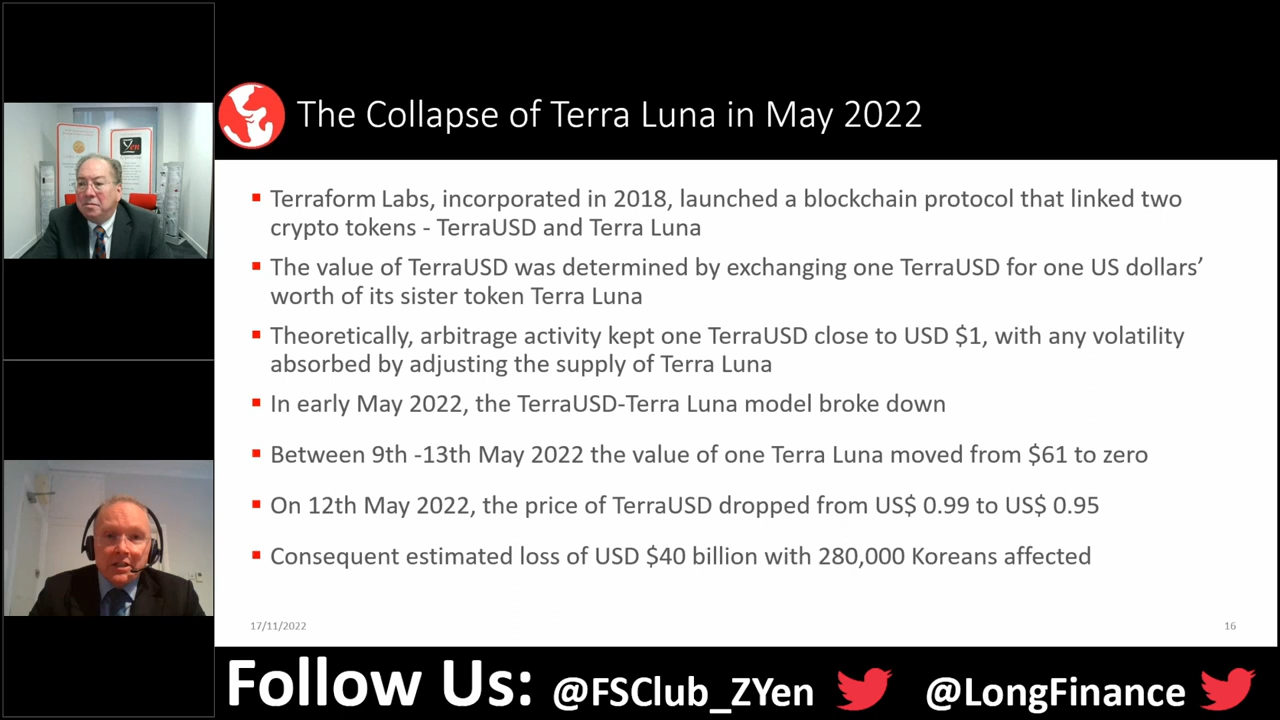 The Collapse of Terra Luna in May 2022
Terraform Labs, incorporated in 2018, launched a blockchain protocol that linked two
crypto tokens - TerraUSD and Terra Luna
The value of TerraUSD was determined by exchanging one TerraUSD for one US dollars’
worth of its sister token Terra Luna
Theoretically, arbitrage activity kept one TerraUSD close to USD $1, with any volatility
absorbed by adjusting the supply of Terra Luna
In early May 2022, the TerraUSD-Terra Luna model broke down
Between 9th -13th May 2022 the value of one Terra Luna moved from $61 to zero
On 12th May 2022, the price of TerraUSD dropped from US$ 0.99 to US$ 0.95
Consequent estimated loss of USD $40 billion with 280,000 Koreans affected
17/11/2022
16
Follow Us: @FSClub_ZYen @LongFinance